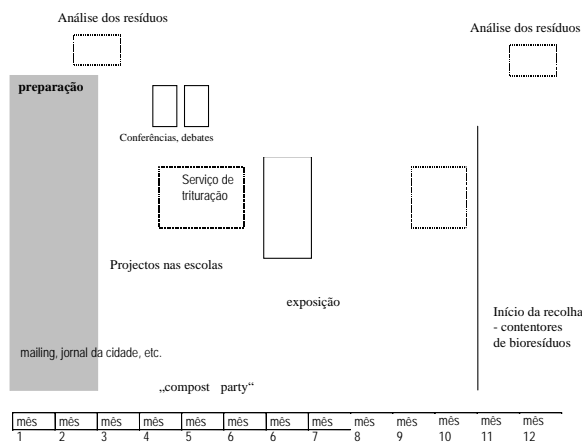 Análise dos resíduos
Análise dos resíduos
preparação
Conferências, debates
Serviço de
trituração
Projectos nas escolas
exposição
Início da recolha
- contentores
de bioresíduos
mailing, jornal da cidade, etc.
„compost party“
mês mês mês mês mês mês mês mês mês mês mês mês
1 2 3 4 5 6 6 7 8 9 10 11 12